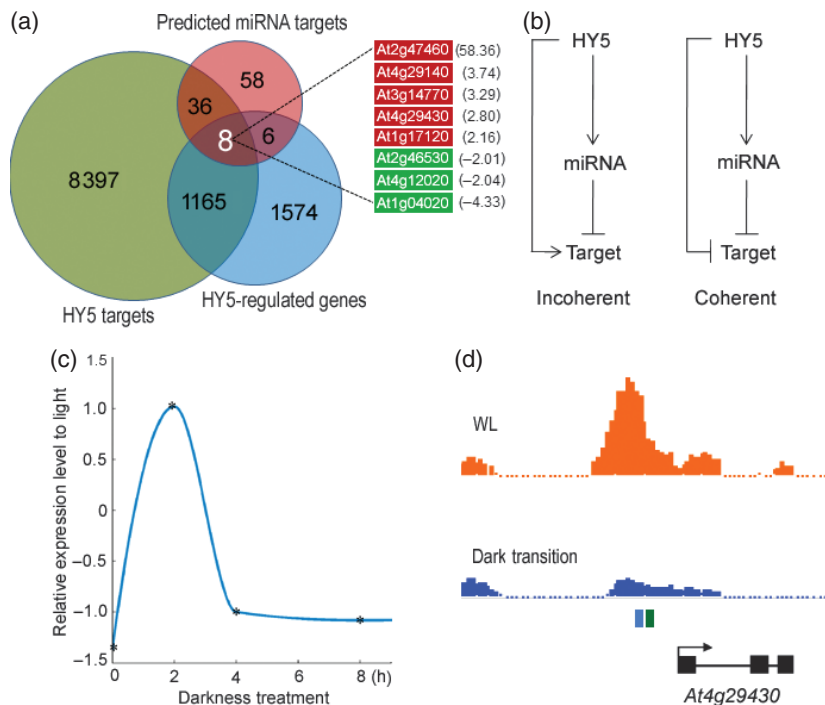 (a)
Predicted miRNA targets
58
36
8
6
8397
1165
1574
HY5 targets
HY5-regulated genes
At2g47460 (58.36)
At4g29140 (3.74)
At3g14770 (3.29)
At4g29430 (2.80)
At1g17120 (2.16)
At2g46530 (–2.01)
At4g12020 (–2.04)
At1g04020 (–4.33)
(b)
HY5 HY5
miRNA miRNA
Target Target
Incoherent Coherent
(c)
Relative expression level to light
1.5
1.0
0.5
0
–0.5
–1.0
–1.5
0 2 4 6 8 (h)
Darkness treatment
(d)
WL
Dark transition
At4g29430